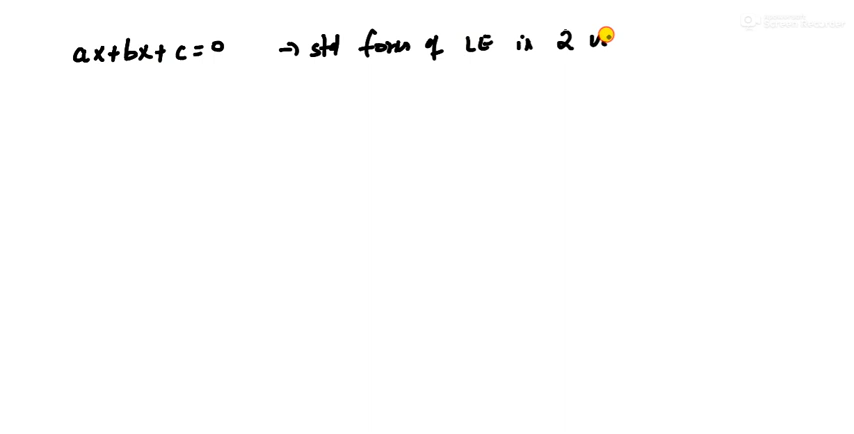 ax+bx+c=0 → std form of LE in 2 v